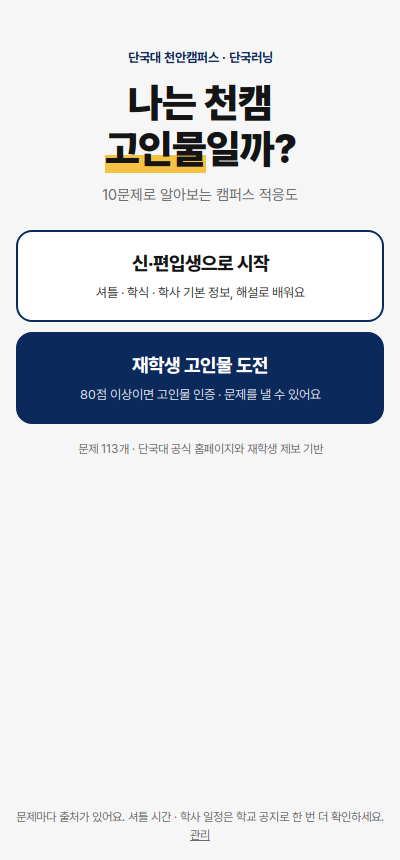 단국대 천안캠퍼스 · 단국러닝
나는 천캠
고인물일까?
10문제로 알아보는 캠퍼스 적응도
신·편입생으로 시작
셔틀 · 학식 · 학사 기본 정보, 해설로 배워요
재학생 고인물 도전
80점 이상이면 고인물 인증 · 문제를 낼 수 있어요
문제 113개 · 단국대 공식 홈페이지와 재학생 제보 기반
문제마다 출처가 있어요. 셔틀 시간 · 학사 일정은 학교 공지로 한 번 더 확인하세요.
관리